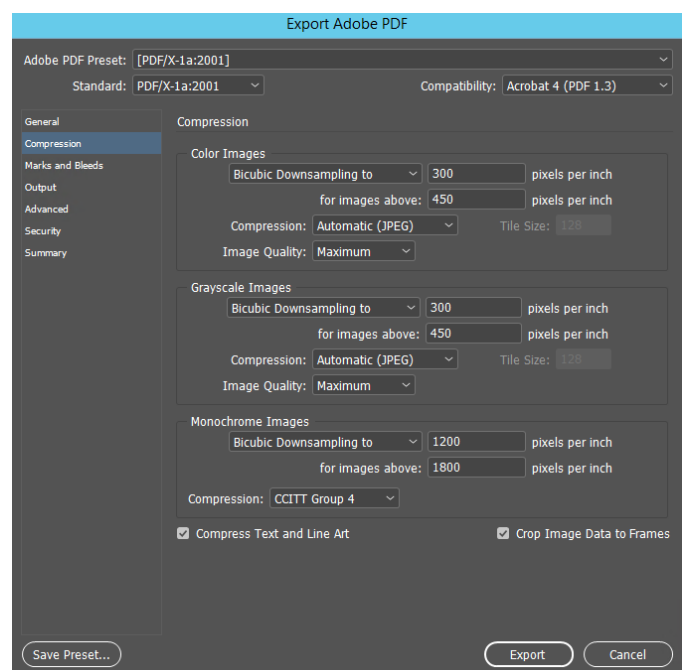 Export Adobe PDF
Adobe PDF Preset: [PDF/X-1a:2001]
Standard: PDF/X-1a:2001 Compatibility: Acrobat 4 (PDF 1.3)
General
Compression
Marks and Bleeds
Output
Advanced
Security
Summary
Compression
Color Images
Bicubic Downsampling to 300 pixels per inch
for images above: 450 pixels per inch
Compression: Automatic (JPEG) Tile Size: 128
Image Quality: Maximum
Grayscale Images
Bicubic Downsampling to 300 pixels per inch
for images above: 450 pixels per inch
Compression: Automatic (JPEG) Tile Size: 128
Image Quality: Maximum
Monochrome Images
Bicubic Downsampling to 1200 pixels per inch
for images above: 1800 pixels per inch
Compression: CCITT Group 4
Compress Text and Line Art Crop Image Data to Frames
Save Preset... Export Cancel